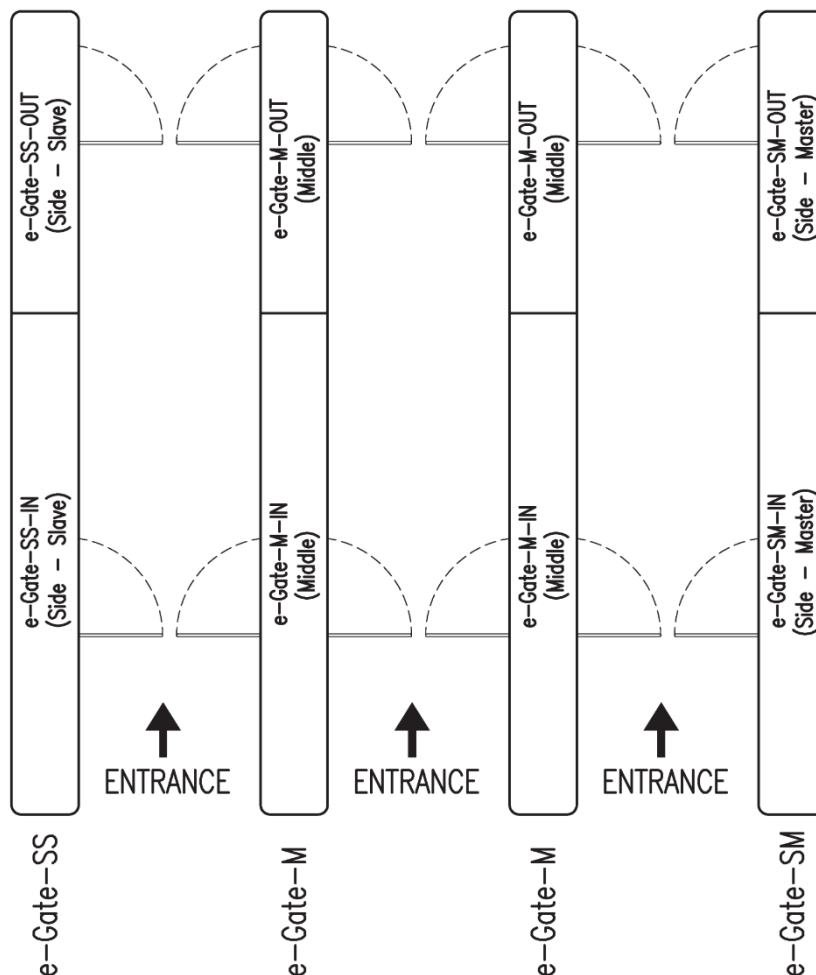 e-Gate-SS-OUT
(Side - Slave)
e-Gate-M-OUT
(Middle)
e-Gate-M-OUT
(Middle)
e-Gate-SM-OUT
(Side - Master)
e-Gate-SS-IN
(Side - Slave)
e-Gate-M-IN
(Middle)
e-Gate-M-IN
(Middle)
e-Gate-SM-IN
(Side - Master)
ENTRANCE
ENTRANCE
ENTRANCE
e-Gate-SS
e-Gate-M
e-Gate-M
e-Gate-SM